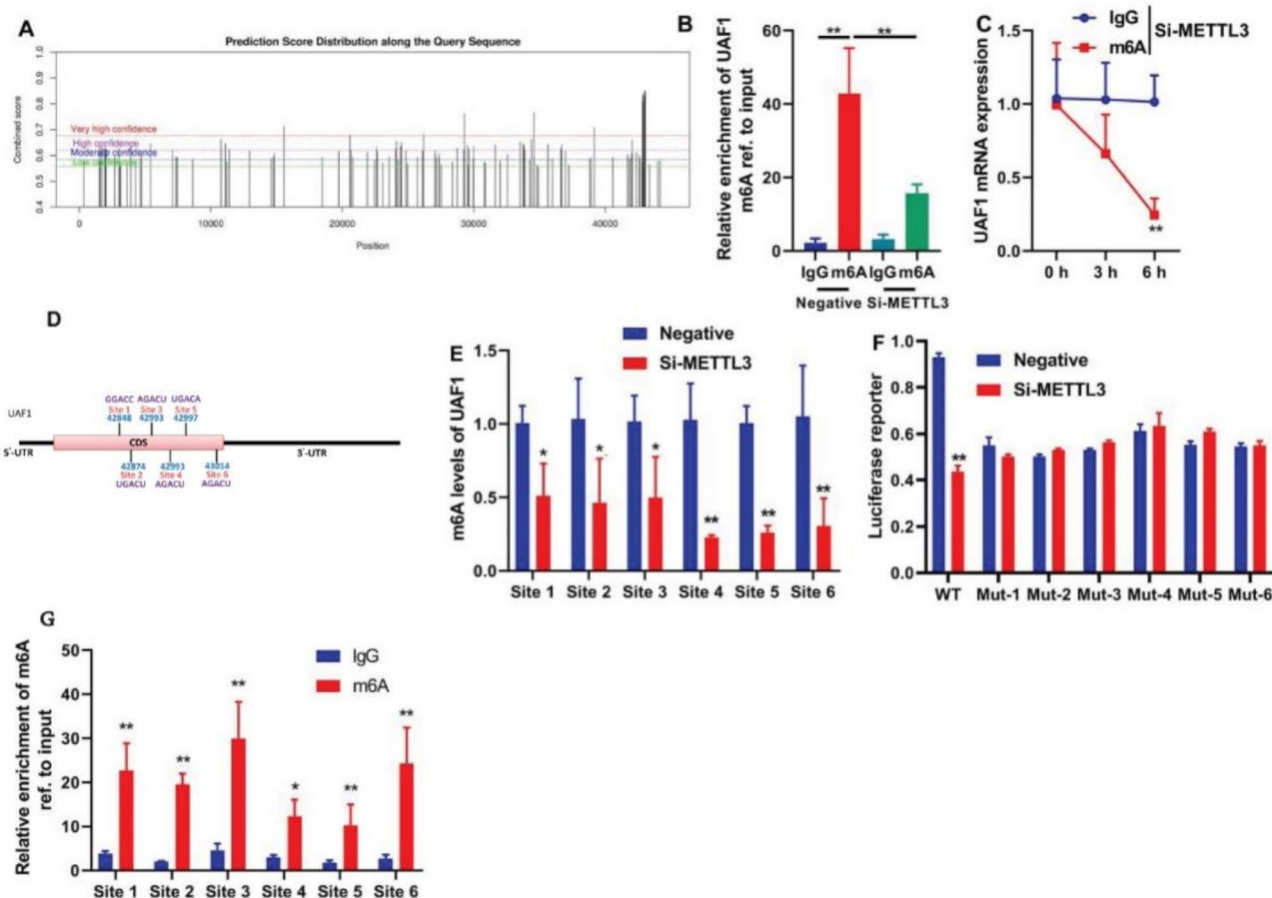 A
Prediction Score Distribution along the Query Sequence
Combined score
1.0
0.9
0.8
0.7
0.6
0.5
0.4
Very high confidence
High confidence
Moderate confidence
0
10000
20000
30000
40000
Position
B
Relative enrichment of UAF1
m6A ref. to input
60
40
20
0
**
**
IgG m6A IgG m6A
Negative Si-METTL3
C
IgG
m6A
Si-METTL3
UAF1 mRNA expression
1.5
1.0
0.5
0.0
**
0 h 3 h 6 h
D
UAF1
GGACC AGACU UGACA
Site 1 Site 3 Site 5
42848 42993 42997
CDS
5'-UTR
3'-UTR
42874 42993 43014
Site 2 Site 4 Site 6
UGACU AGACU AGACU
E
Negative
Si-METTL3
m6A levels of UAF1
1.5
1.0
0.5
0.0
* * * ** ** **
Site 1 Site 2 Site 3 Site 4 Site 5 Site 6
F
Negative
Si-METTL3
Luciferase reporter
1.0
0.8
0.6
0.4
0.2
0.0
**
WT Mut-1 Mut-2 Mut-3 Mut-4 Mut-5 Mut-6
G
IgG
m6A
Relative enrichment of m6A
ref. to input
50
40
30
20
10
0
** ** ** * ** **
Site 1 Site 2 Site 3 Site 4 Site 5 Site 6